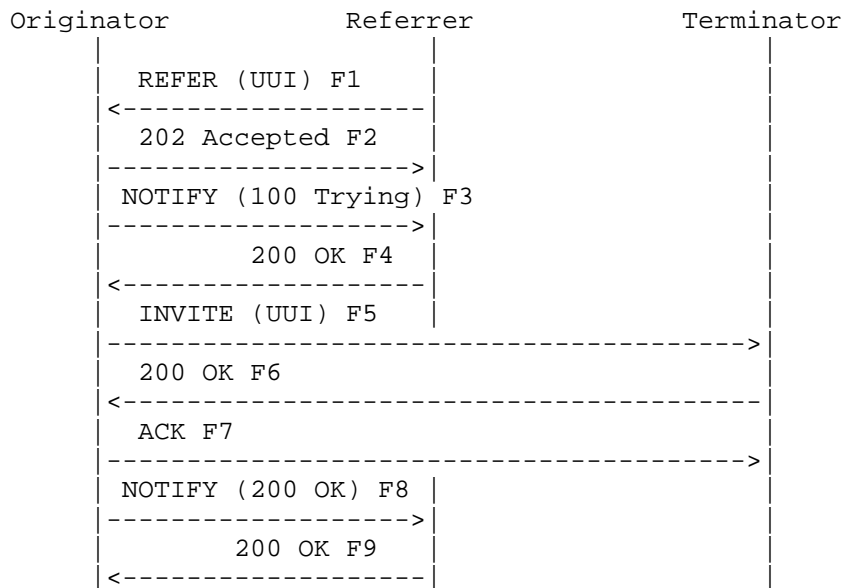 Originator Referrer Terminator
REFER (UUI) F1
202 Accepted F2
NOTIFY (100 Trying) F3
200 OK F4
INVITE (UUI) F5
200 OK F6
ACK F7
NOTIFY (200 OK) F8
200 OK F9